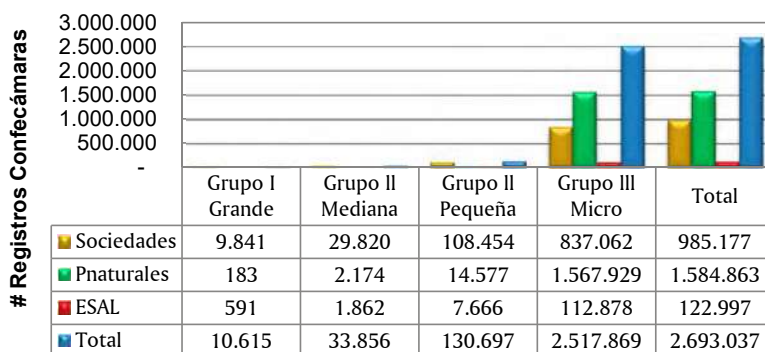 # Registros Confecámaras
3.000.000
2.500.000
2.000.000
1.500.000
1.000.000
500.000
-
Grupo I Grande Grupo II Mediana Grupo II Pequeña Grupo III Micro Total
Sociedades 9.841 29.820 108.454 837.062 985.177
Pnaturales 183 2.174 14.577 1.567.929 1.584.863
ESAL 591 1.862 7.666 112.878 122.997
Total 10.615 33.856 130.697 2.517.869 2.693.037